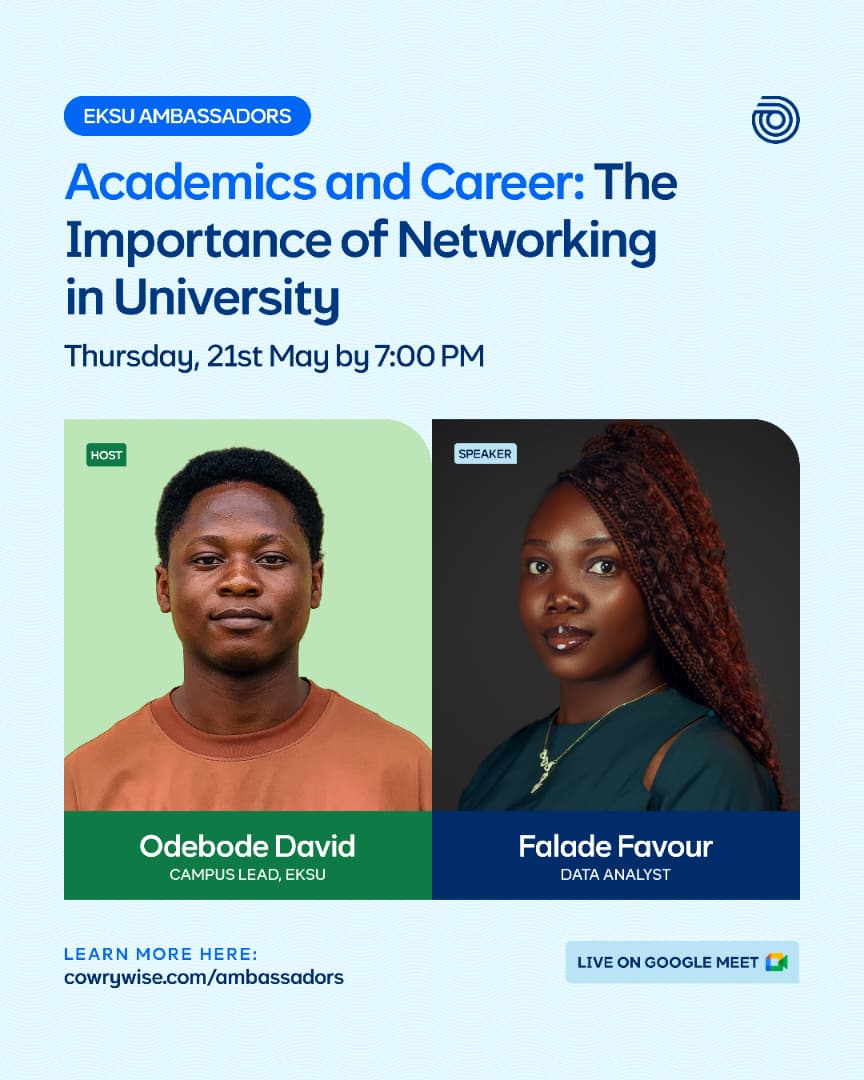 EKSU AMBASSADORS
Academics and Career: The
Importance of Networking
in University
Thursday, 21st May by 7:00 PM
HOST
SPEAKER
Odebode David
CAMPUS LEAD, EKSU
Falade Favour
DATA ANALYST
LEARN MORE HERE:
cowrywise.com/ambassadors
LIVE ON GOOGLE MEET